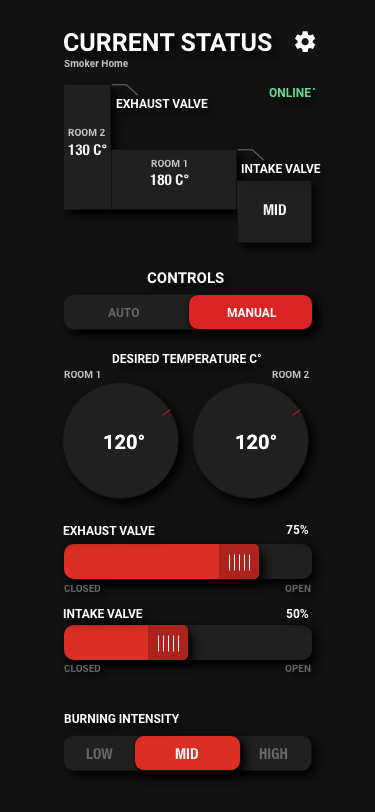 CURRENT STATUS
Smoker Home
ONLINE
EXHAUST VALVE
ROOM 2
130 C°
ROOM 1
180 C°
INTAKE VALVE
MID
CONTROLS
AUTO MANUAL
DESIRED TEMPERATURE C°
ROOM 1 ROOM 2
120° 120°
EXHAUST VALVE 75%
CLOSED OPEN
INTAKE VALVE 50%
CLOSED OPEN
BURNING INTENSITY
LOW MID HIGH